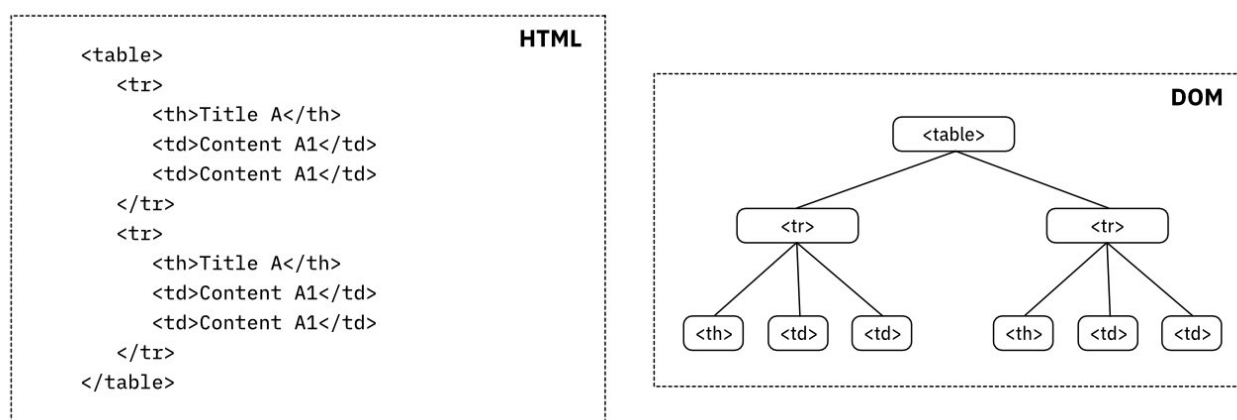 HTML
<table>
<tr>
<th>Title A</th>
<td>Content A1</td>
<td>Content A1</td>
</tr>
<tr>
<th>Title A</th>
<td>Content A1</td>
<td>Content A1</td>
</tr>
</table>
DOM
<table>
<tr> <tr>
<th> <td> <td> <th> <td> <td>